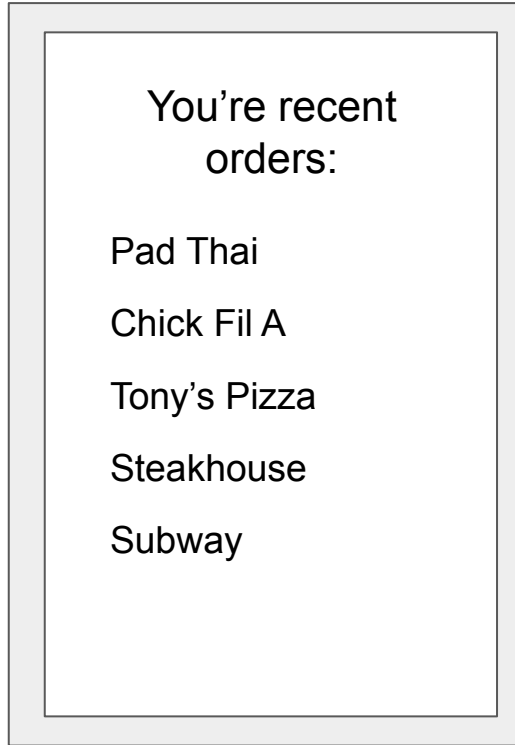 You’re recent
orders:
Pad Thai
Chick Fil A
Tony’s Pizza
Steakhouse
Subway